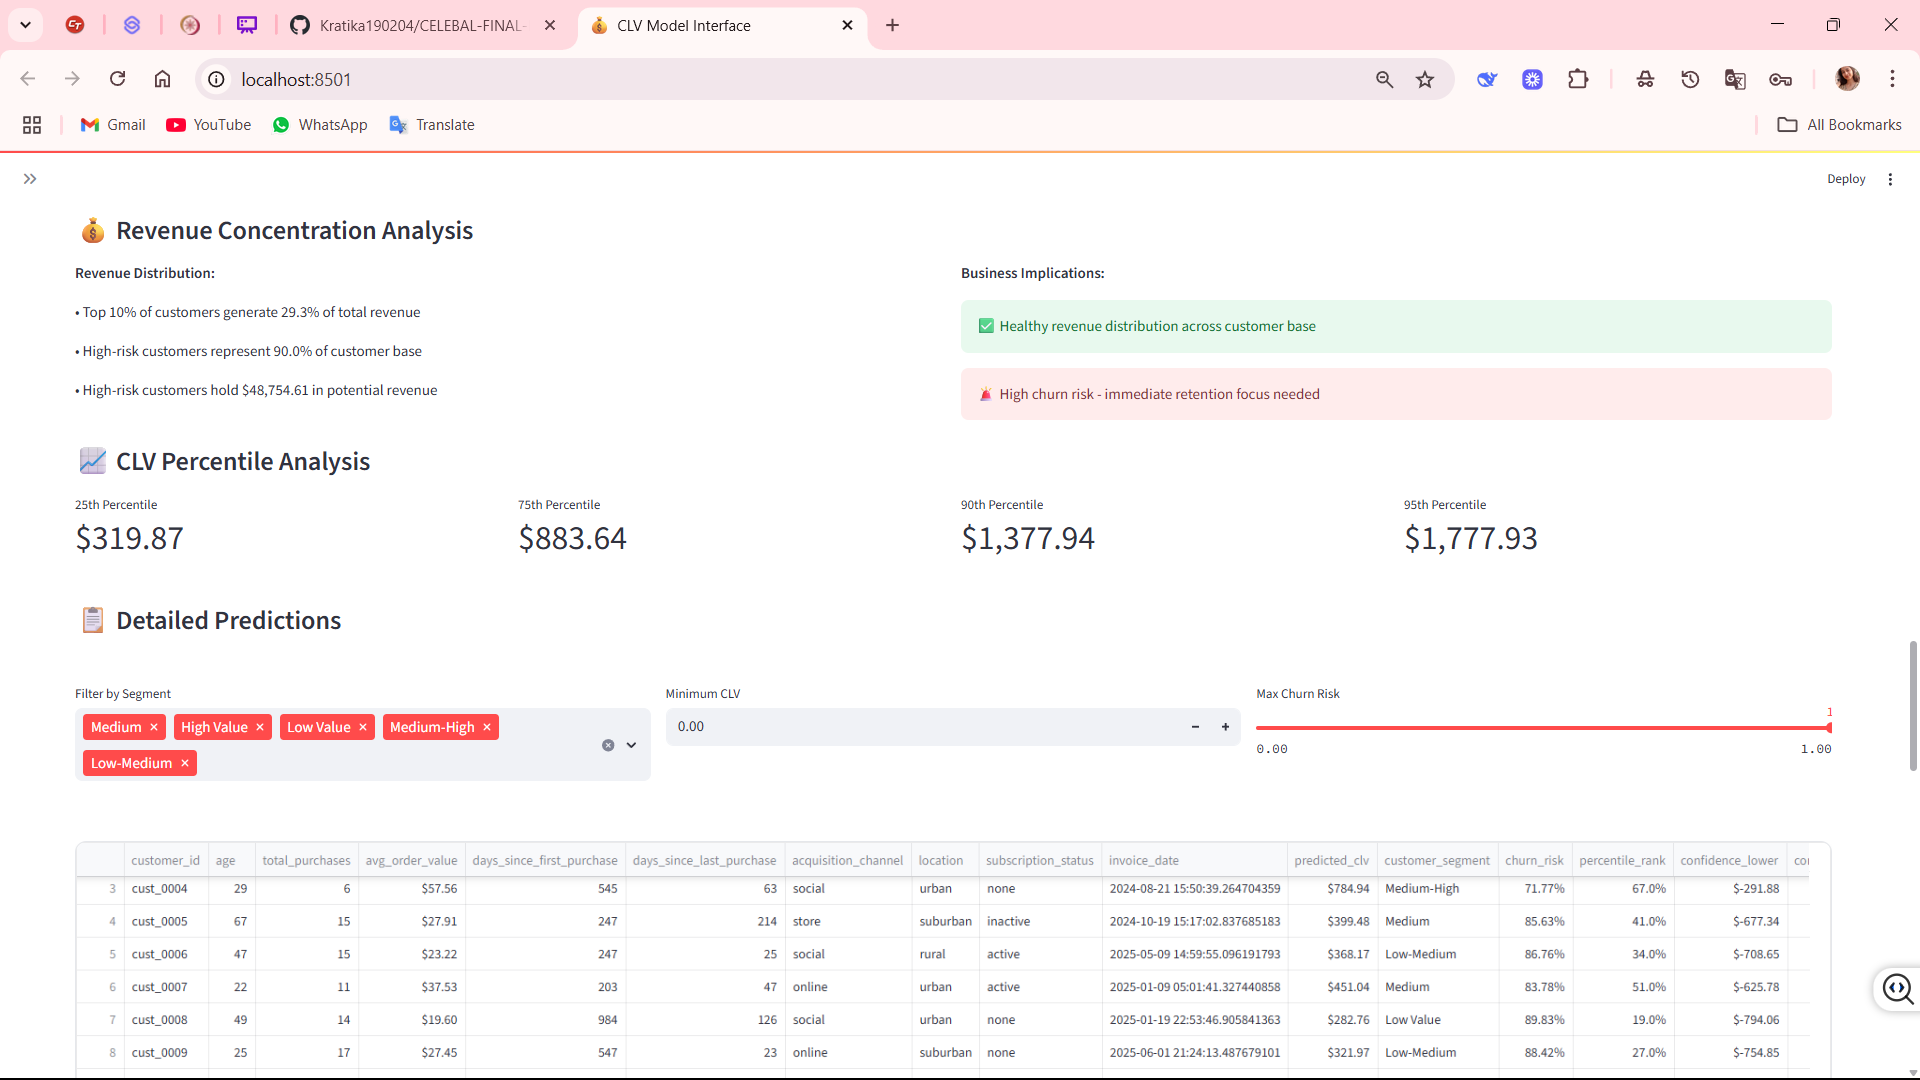 Kratika190204/CELEBAL-FINAL-
CLV Model Interface
localhost:8501
Gmail
YouTube
WhatsApp
Translate
All Bookmarks
Deploy
Revenue Concentration Analysis
Revenue Distribution:
• Top 10% of customers generate 29.3% of total revenue
• High-risk customers represent 90.0% of customer base
• High-risk customers hold $48,754.61 in potential revenue
Business Implications:
Healthy revenue distribution across customer base
High churn risk - immediate retention focus needed
CLV Percentile Analysis
25th Percentile 75th Percentile 90th Percentile 95th Percentile
$319.87 $883.64 $1,377.94 $1,777.93
Detailed Predictions
Filter by Segment Minimum CLV Max Churn Risk
Medium High Value Low Value Medium-High
Low-Medium
0.00
1
0.00 1.00
customer_id age total_purchases avg_order_value days_since_first_purchase days_since_last_purchase acquisition_channel location subscription_status invoice_date predicted_clv customer_segment churn_risk percentile_rank confidence_lower
3 cust_0004 29 6 $57.56 545 63 social urban none 2024-08-21 15:50:39.264704359 $784.94 Medium-High 71.77% 67.0% $-291.88
4 cust_0005 67 15 $27.91 247 214 store suburban inactive 2024-10-19 15:17:02.837685183 $399.48 Medium 85.63% 41.0% $-677.34
5 cust_0006 47 15 $23.22 247 25 social rural active 2025-05-09 14:59:55.096191793 $368.17 Low-Medium 86.76% 34.0% $-708.65
6 cust_0007 22 11 $37.53 203 47 online urban active 2025-01-09 05:01:41.327440858 $451.04 Medium 83.78% 51.0% $-625.78
7 cust_0008 49 14 $19.60 984 126 social urban none 2025-01-19 22:53:46.905841363 $282.76 Low Value 89.83% 19.0% $-794.06
8 cust_0009 25 17 $27.45 547 23 online suburban none 2025-06-01 21:24:13.487679101 $321.97 Low-Medium 88.42% 27.0% $-754.85